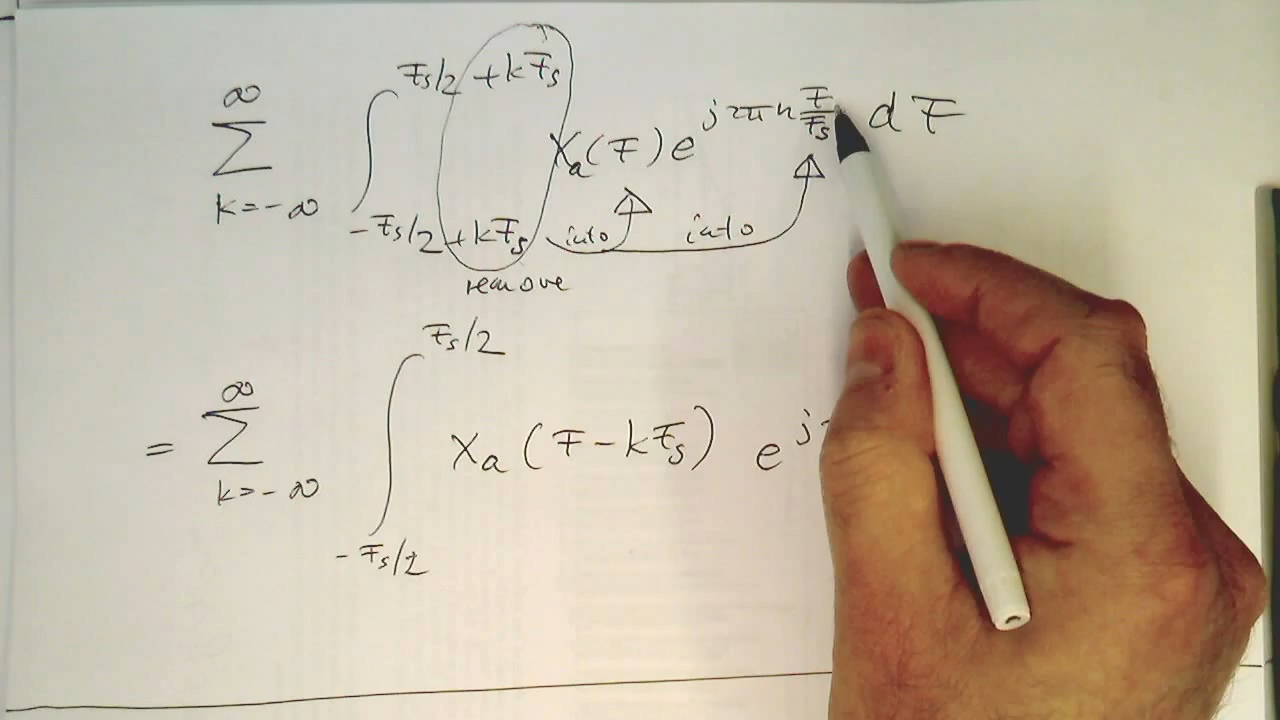 ∞ Fs/2 + kFs
Σ ∫ Xa(F) e^{j2πn F/Fs} dF
k=-∞ -Fs/2 + kFs into into
remove
Fs/2
∞
= Σ ∫ Xa(F-kFs) e^j
k=-∞
-Fs/2